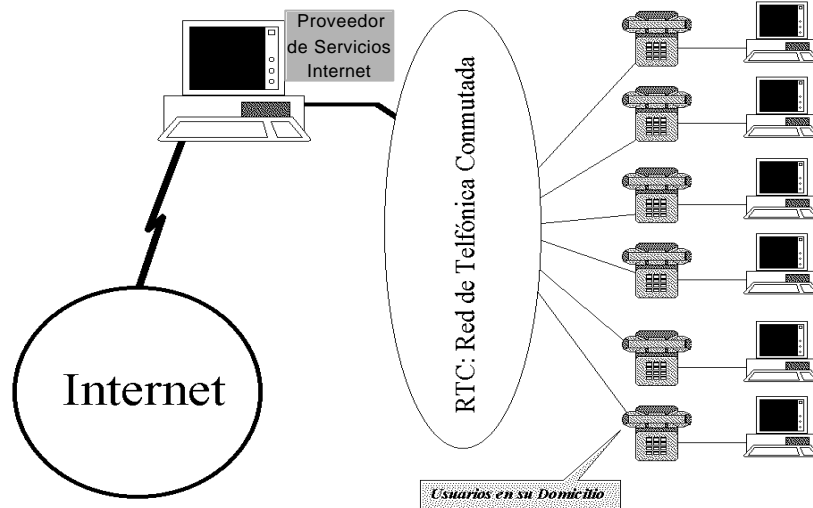 Proveedor
de Servicios
Internet
RTC: Red de Telfónica Conmutada
Internet
Usuarios en su Domicilio